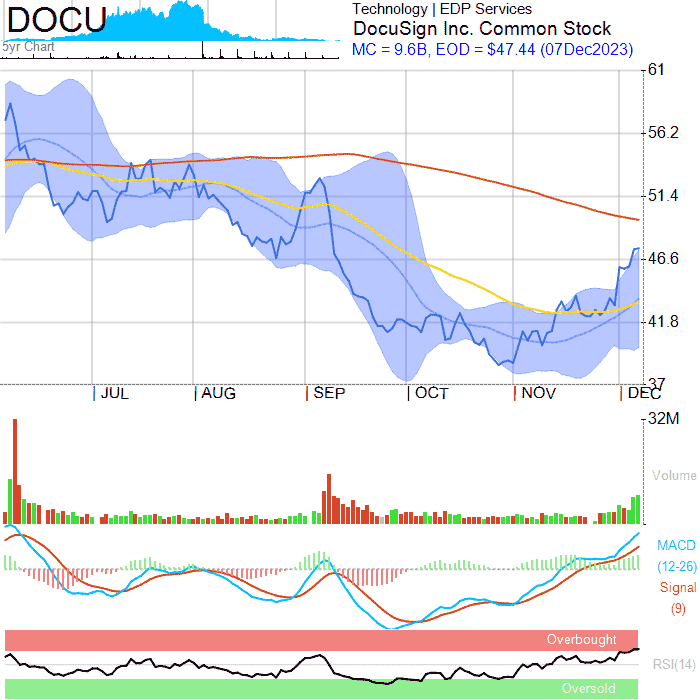 DOCU
5yr Chart
Technology | EDP Services
DocuSign Inc. Common Stock
MC = 9.6B, EOD = $47.44 (07Dec2023)
61
56.2
51.4
46.6
41.8
37
JUL AUG SEP OCT NOV DEC
32M
Volume
MACD
(12-26)
Signal
(9)
Overbought
RSI(14)
Oversold